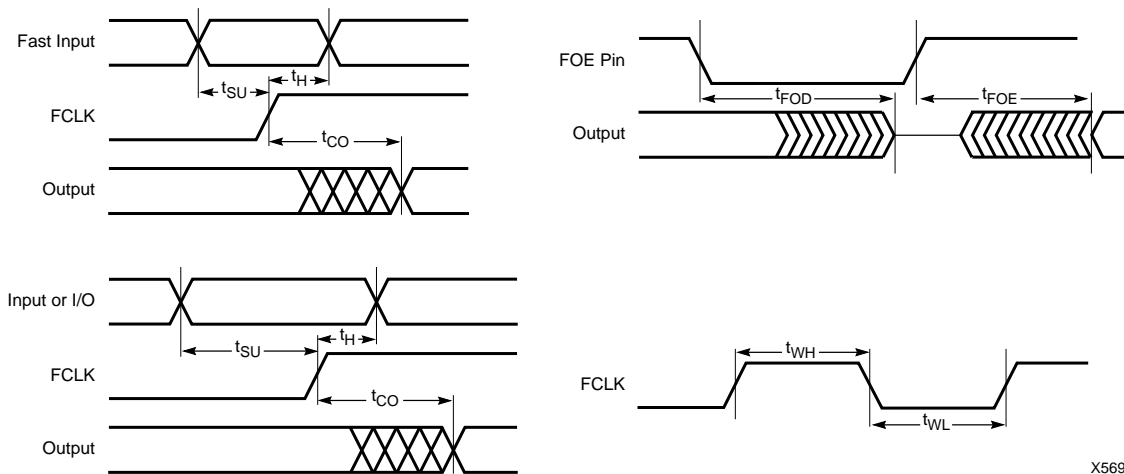 Fast Input
tSU
tH
FCLK
tCO
Output
FOE Pin
tFOD
tFOE
Output
Input or I/O
tSU
tH
FCLK
tCO
Output
FCLK
tWH
tWL
X569